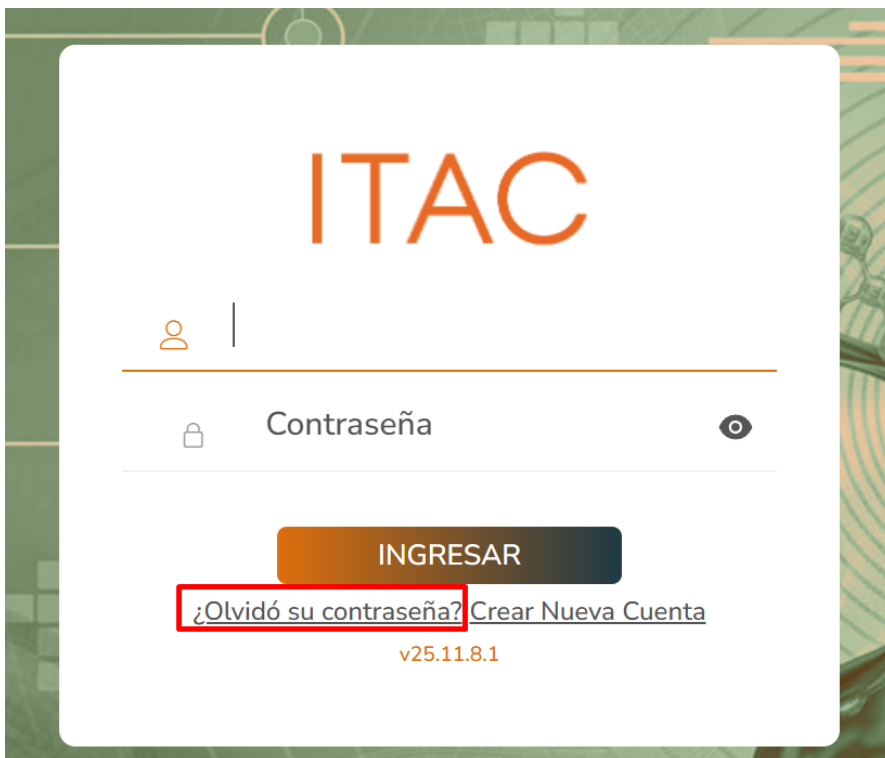 ITAC
Contraseña
INGRESAR
¿Olvidó su contraseña? Crear Nueva Cuenta
v25.11.8.1